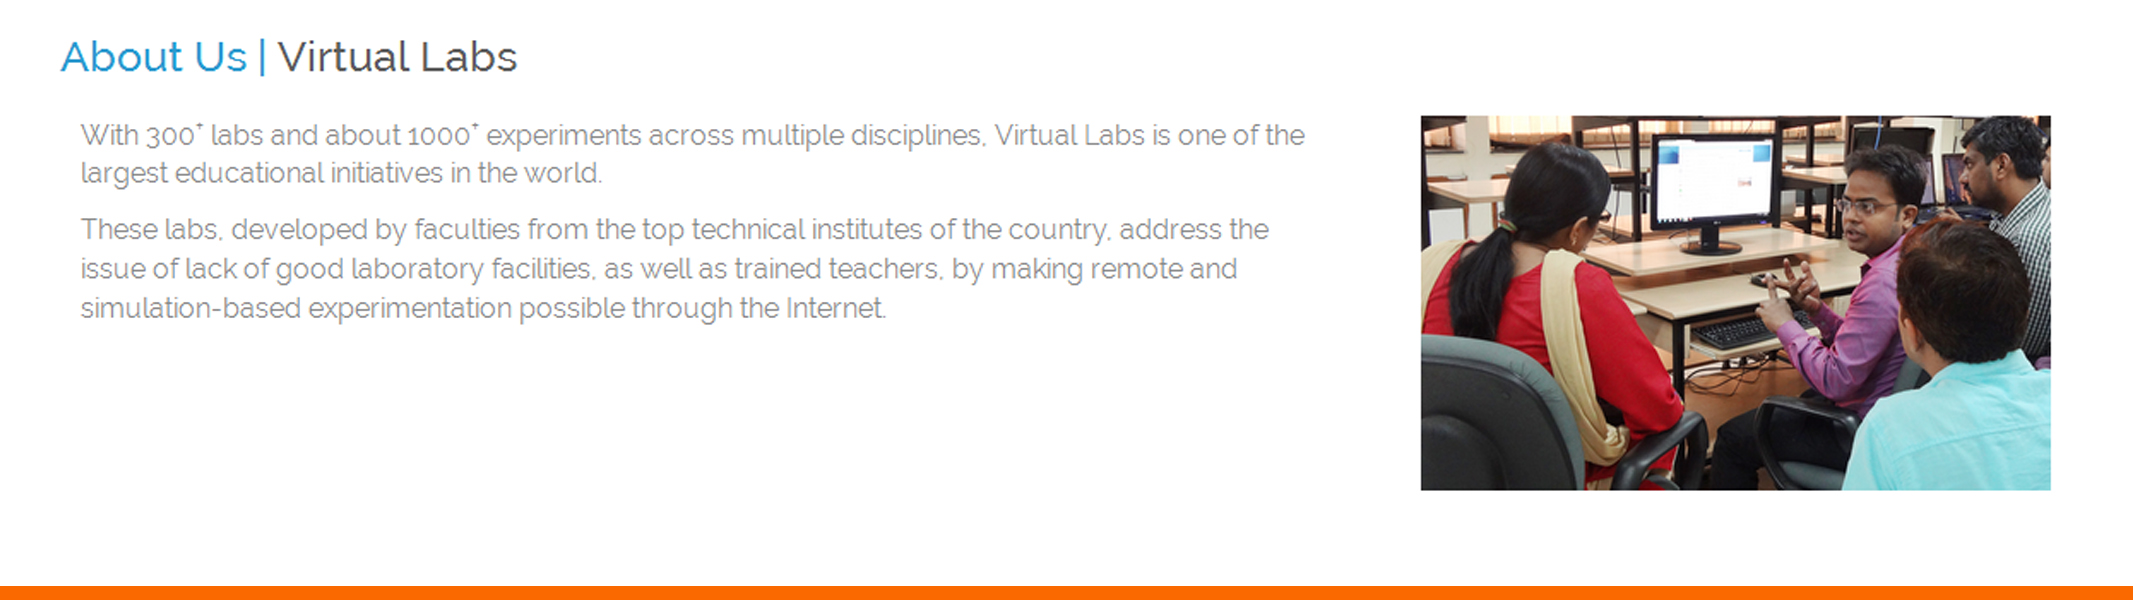 About Us | Virtual Labs
With 300+ labs and about 1000+ experiments across multiple disciplines, Virtual Labs is one of the
largest educational initiatives in the world.
These labs, developed by faculties from the top technical institutes of the country, address the
issue of lack of good laboratory facilities, as well as trained teachers, by making remote and
simulation-based experimentation possible through the Internet.